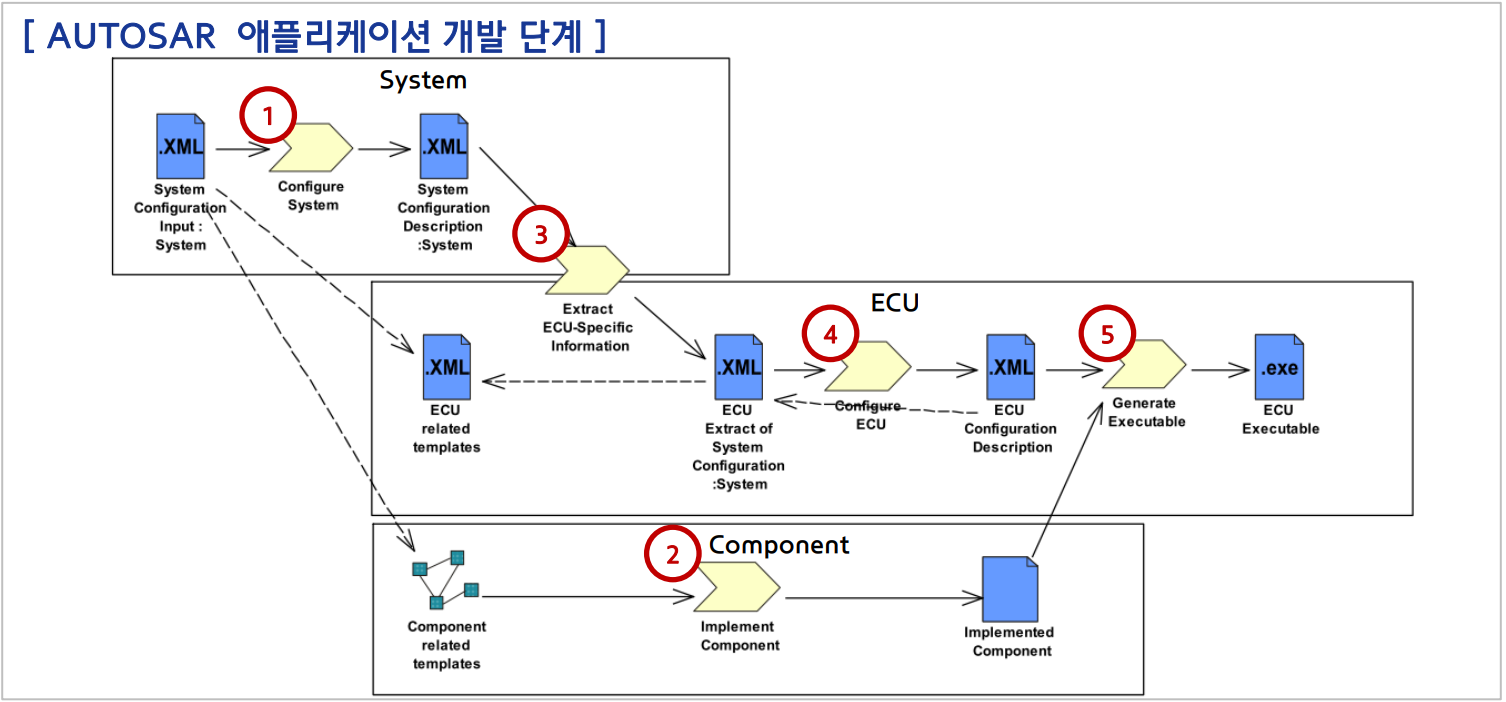 [ AUTOSAR 애플리케이션 개발 단계 ]
System
1
.XML
.XML
System
Configuration
Input :
System
Configure
System
System
Configuration
Description
:System
3
Extract
ECU-Specific
Information
ECU
4
5
.XML
.XML
.XML
.exe
ECU
related
templates
ECU
Extract of
System
Configuration
:System
Configure
ECU
ECU
Configuration
Description
Generate
Executable
ECU
Executable
2
Component
Component
related
templates
Implement
Component
Implemented
Component